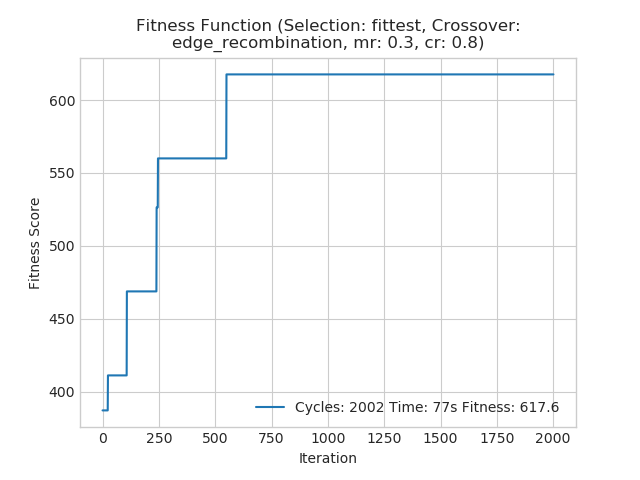 Fitness Function (Selection: fittest, Crossover:
edge_recombination, mr: 0.3, cr: 0.8)
Fitness Score
600
550
500
450
400
Cycles: 2002 Time: 77s Fitness: 617.6
0 250 500 750 1000 1250 1500 1750 2000
Iteration